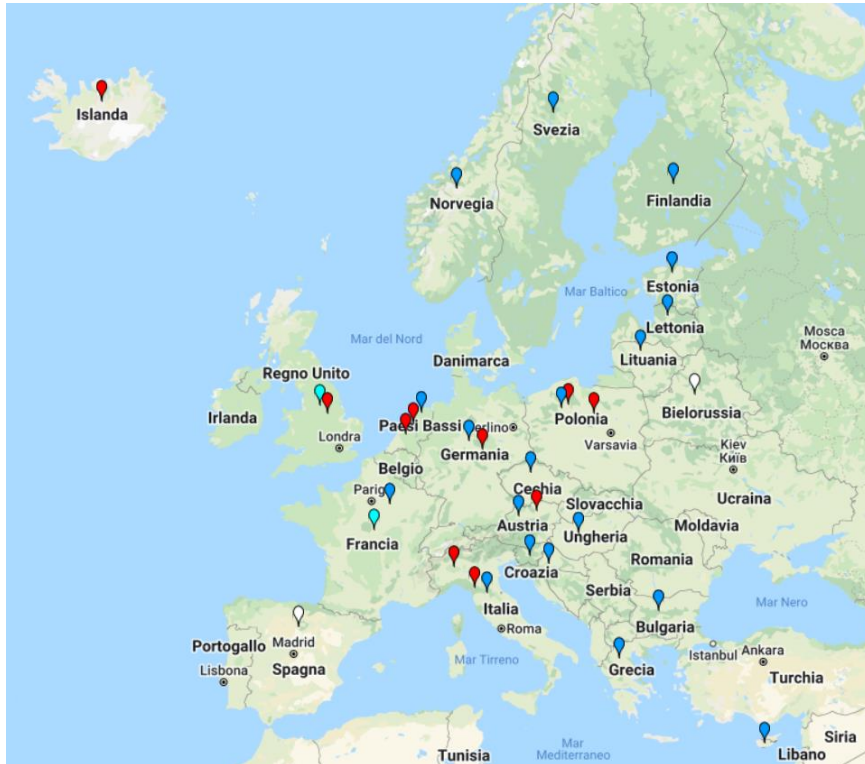 Islanda
Svezia
Norvegia
Finlandia
Estonia
Mar Baltico
Lettonia
Mosca
Москва
Mar del Nord
Lituania
Danimarca
Regno Unito
Bielorussia
Irlanda
Paesi Bassi
erlino
Polonia
Londra
Varsavia
Germania
Kiev
Київ
Belgio
Cechia
Parigi
Ucraina
Slovacchia
Austria
Moldavia
Ungheria
Francia
Romania
Croazia
Serbia
Mar Nero
Italia
Bulgaria
Roma
Portogallo
Madrid
Istanbul
Ankara
Mar Tirreno
Spagna
Grecia
Turchia
Lisbona
Siria
Mar
Mediterraneo
Tunisia
Libano